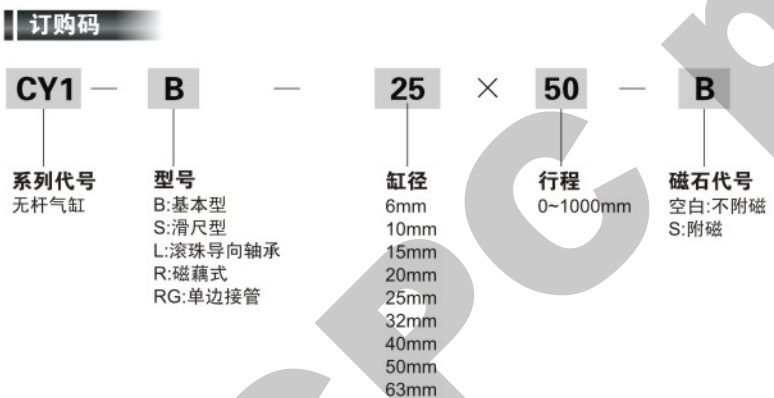 订购码
CY1 — B — 25 × 50 — B
系列代号
无杆气缸
型号
B:基本型
S:滑尺型
L:滚珠导向轴承
R:磁藕式
RG:单边接管
缸径
6mm
10mm
15mm
20mm
25mm
32mm
40mm
50mm
63mm
行程
0~1000mm
磁石代号
空白:不附磁
S:附磁